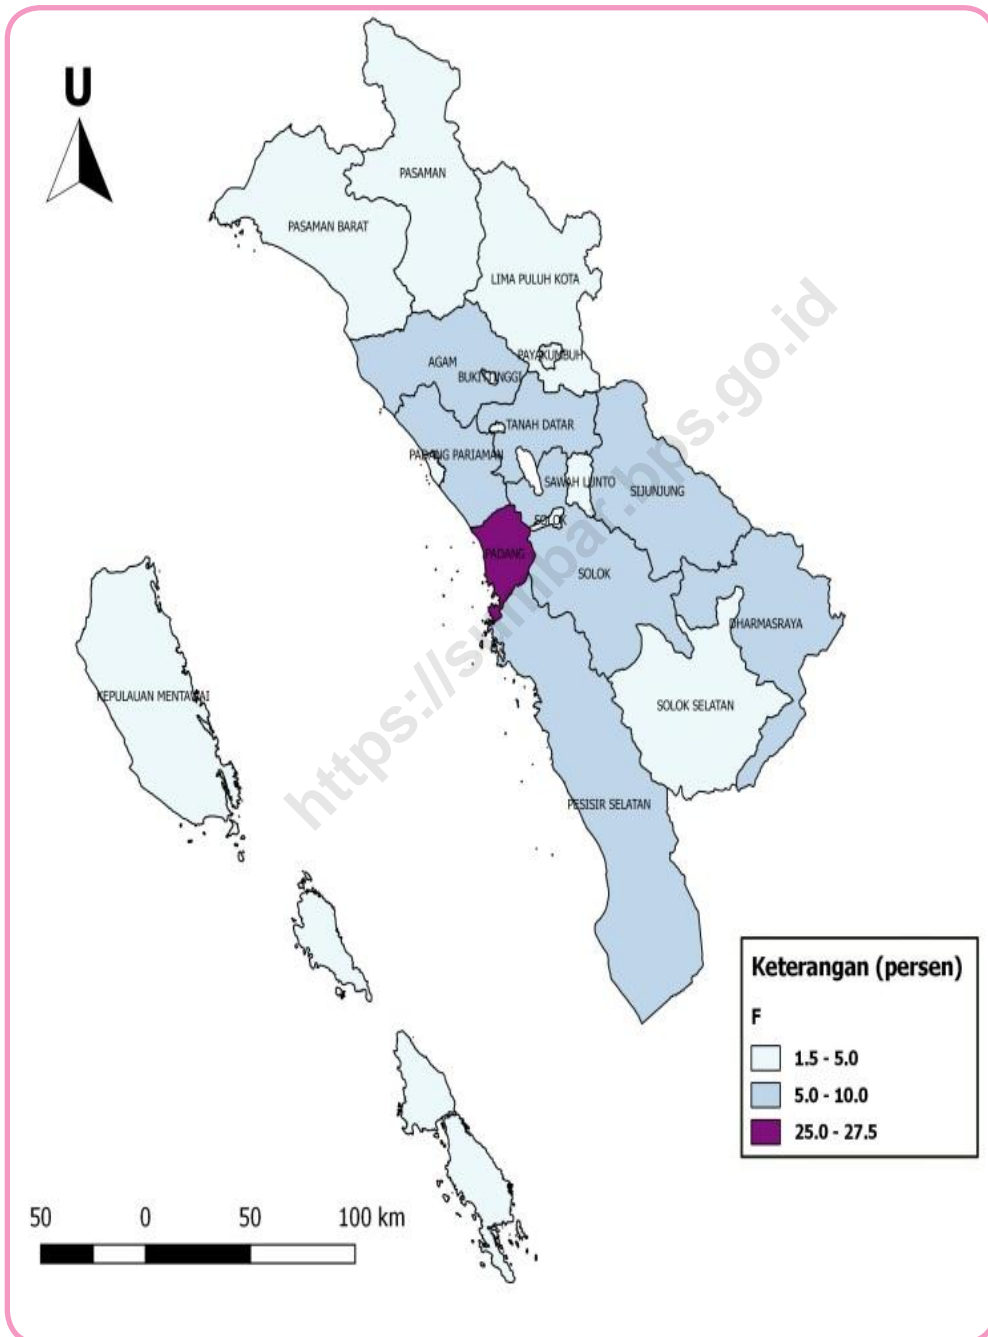 U
PASAMAN
PASAMAN BARAT
LIMA PULUH KOTA
PAYAKUMBUH
AGAM
BUKITTINGGI
TANAH DATAR
PADANG PARIAMAN
SAWAH LUNTO
SIJUNJUNG
SOLOK
PADANG
SOLOK
DHARMASRAYA
KEPULAUAN MENTAWAI
SOLOK SELATAN
PESISIR SELATAN
https://sumbar.bps.go.id
Keterangan (persen)
F
1.5 - 5.0
5.0 - 10.0
25.0 - 27.5
50 0 50 100 km